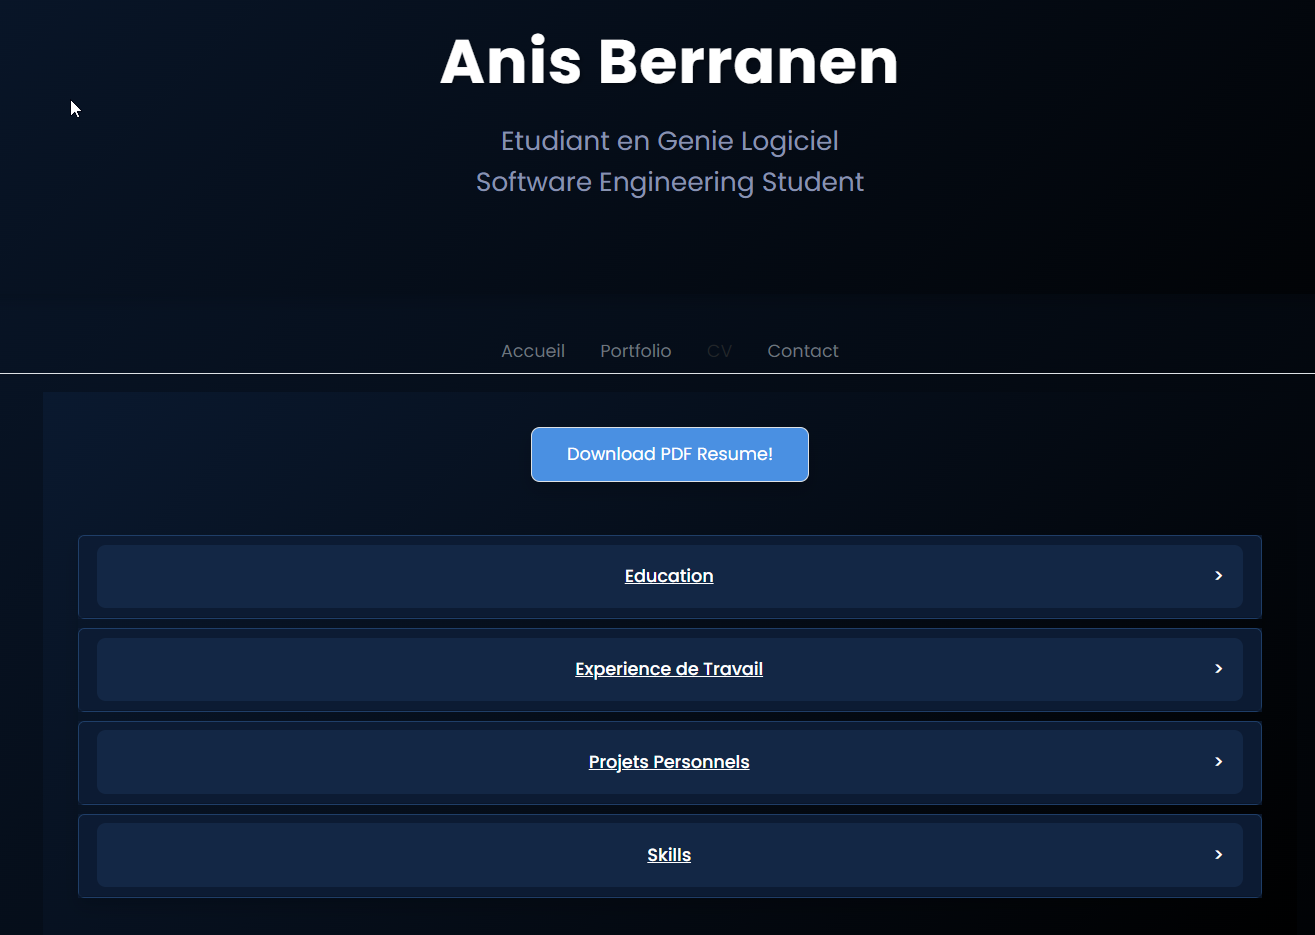 Anis Berranen
Etudiant en Genie Logiciel
Software Engineering Student
Accueil Portfolio CV Contact
Download PDF Resume!
Education >
Experience de Travail >
Projets Personnels >
Skills >